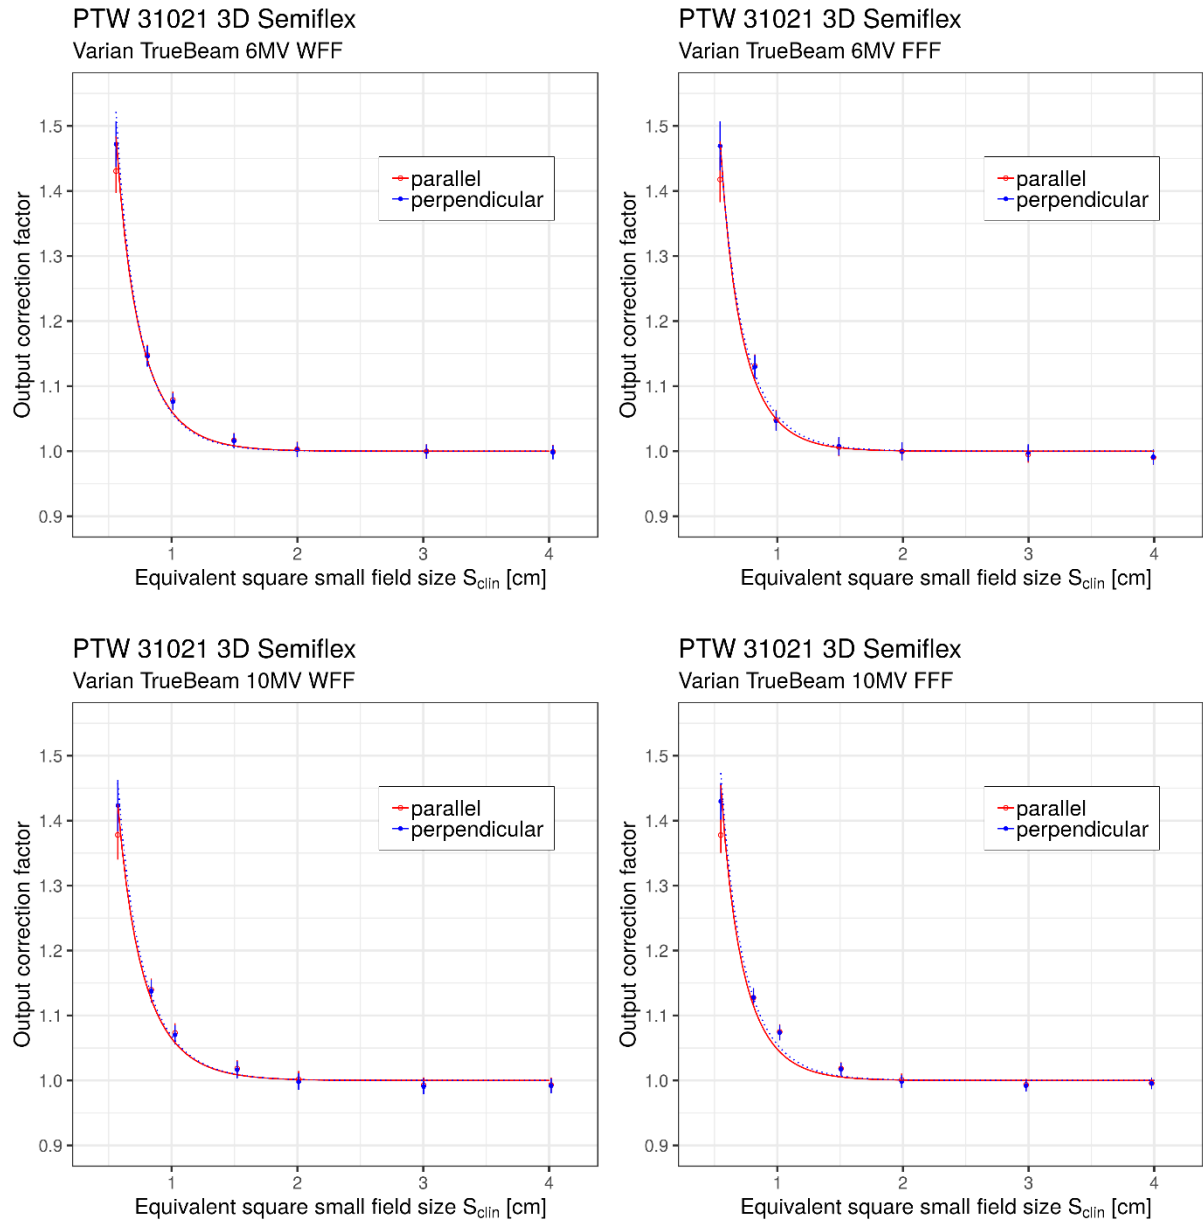 PTW 31021 3D Semiflex
Varian TrueBeam 6MV WFF
Output correction factor
1.5
1.4
1.3
1.2
1.1
1.0
0.9
parallel
perpendicular
1 2 3 4
Equivalent square small field size Sclin [cm]
PTW 31021 3D Semiflex
Varian TrueBeam 6MV FFF
Output correction factor
1.5
1.4
1.3
1.2
1.1
1.0
0.9
parallel
perpendicular
1 2 3 4
Equivalent square small field size Sclin [cm]
PTW 31021 3D Semiflex
Varian TrueBeam 10MV WFF
Output correction factor
1.5
1.4
1.3
1.2
1.1
1.0
0.9
parallel
perpendicular
1 2 3 4
Equivalent square small field size Sclin [cm]
PTW 31021 3D Semiflex
Varian TrueBeam 10MV FFF
Output correction factor
1.5
1.4
1.3
1.2
1.1
1.0
0.9
parallel
perpendicular
1 2 3 4
Equivalent square small field size Sclin [cm]